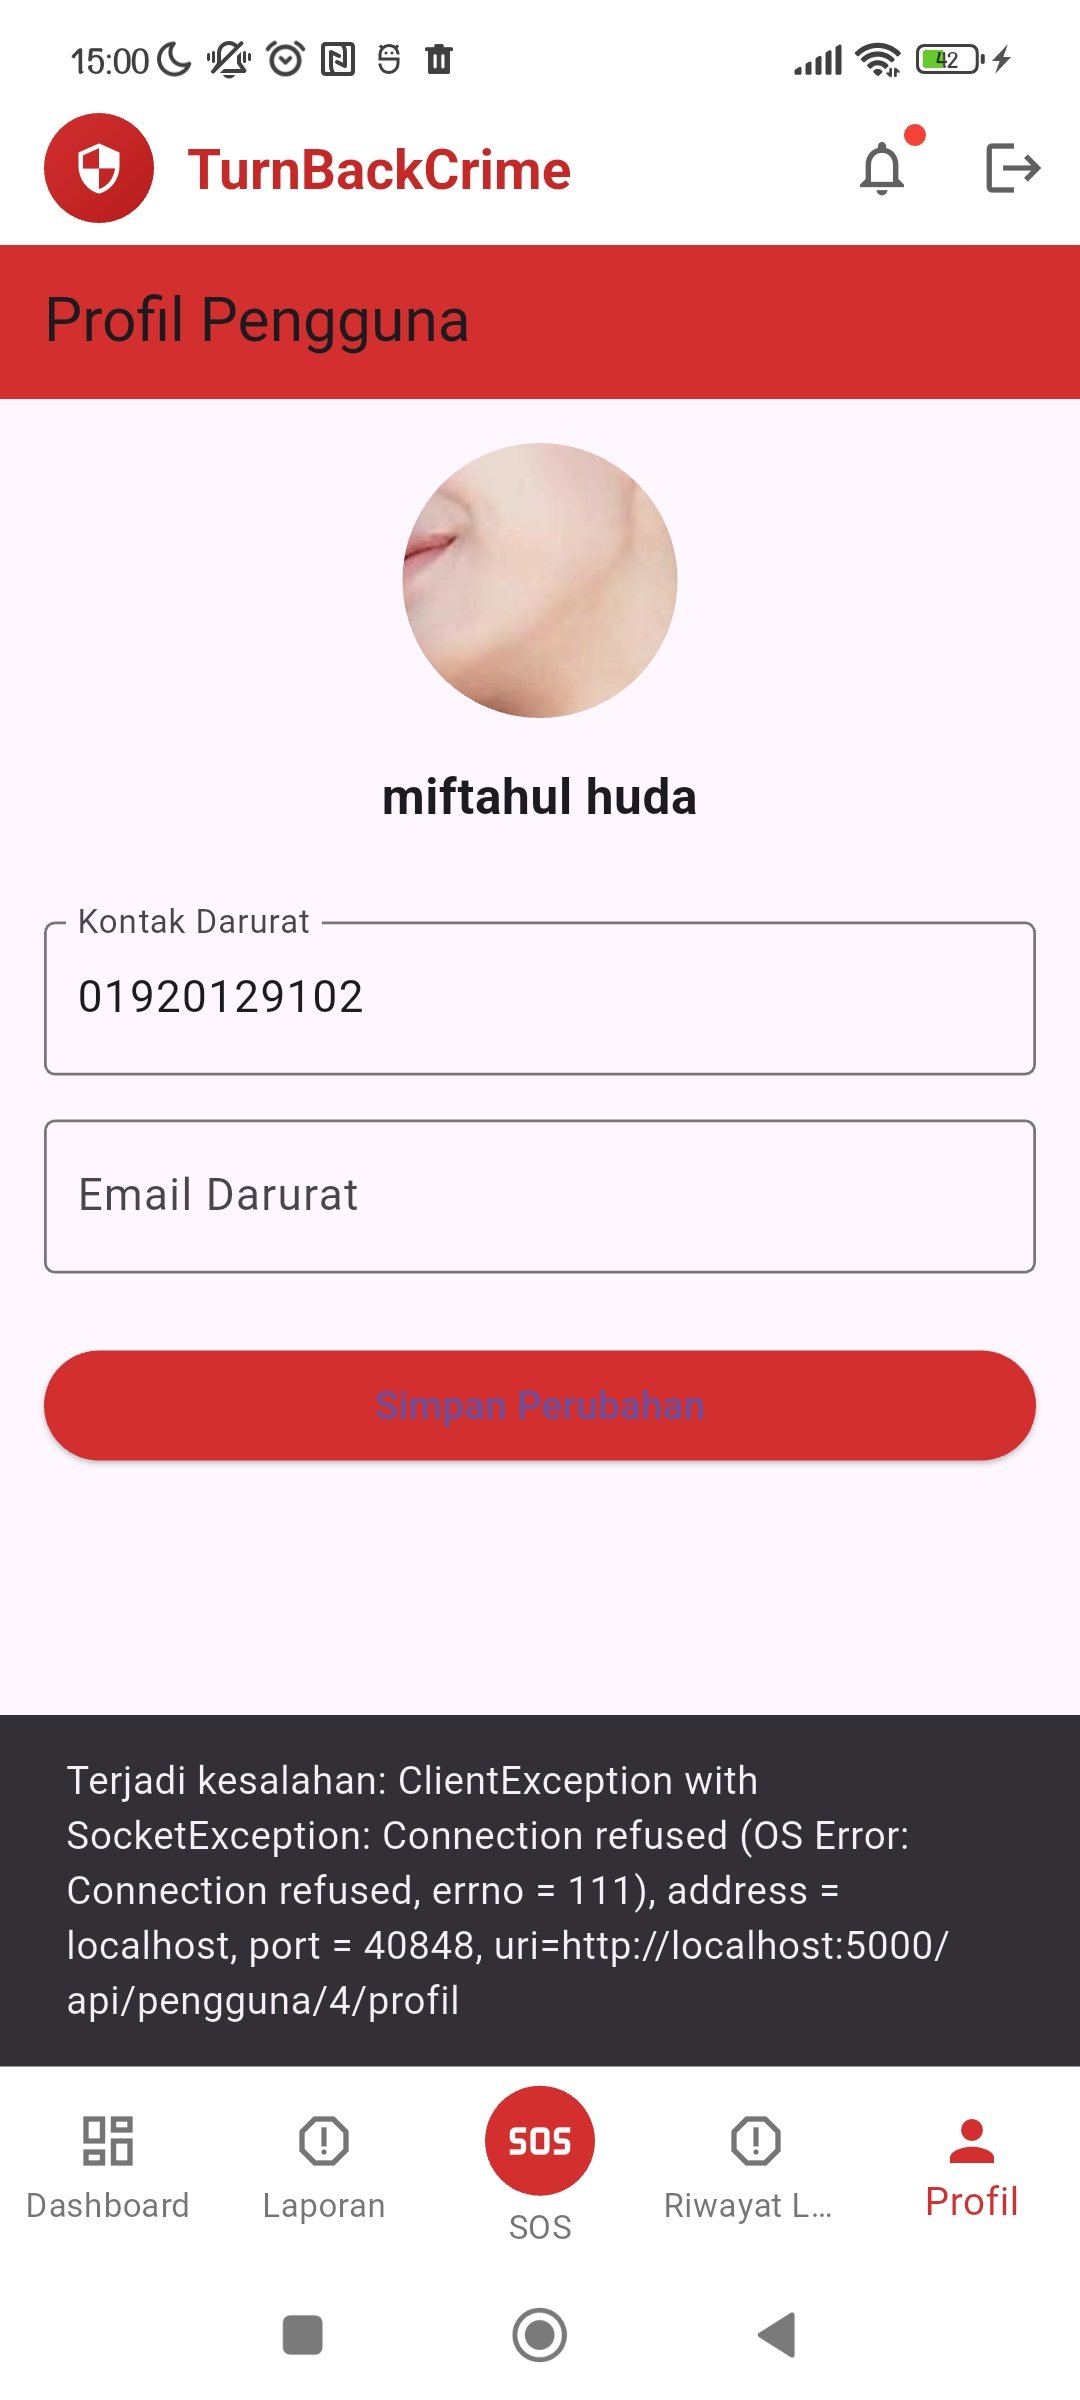 15:00
42
TurnBackCrime
Profil Pengguna
miftahul huda
Kontak Darurat
01920129102
Email Darurat
Simpan Perubahan
Terjadi kesalahan: ClientException with
SocketException: Connection refused (OS Error:
Connection refused, errno = 111), address =
localhost, port = 40848, uri=http://localhost:5000/
api/pengguna/4/profil
SOS
Dashboard
Laporan
SOS
Riwayat L...
Profil